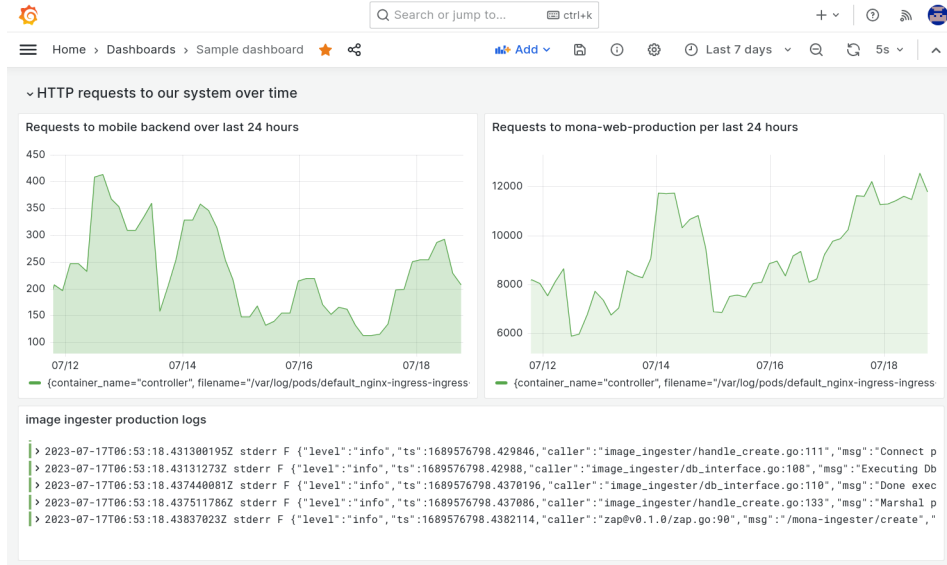 Search or jump to... ctrl+k
Home › Dashboards › Sample dashboard
Add
Last 7 days
5s
HTTP requests to our system over time
Requests to mobile backend over last 24 hours
450
400
350
300
250
200
150
100
07/12 07/14 07/16 07/18
{container_name="controller", filename="/var/log/pods/default_nginx-ingress-ingress-
Requests to mona-web-production per last 24 hours
12000
10000
8000
6000
07/12 07/14 07/16 07/18
{container_name="controller", filename="/var/log/pods/default_nginx-ingress-ingress-
image ingester production logs
> 2023-07-17T06:53:18.431300195Z stderr F {"level":"info","ts":1689576798.429846,"caller":"image_ingester/handle_create.go:111","msg":"Connect p
> 2023-07-17T06:53:18.43131273Z stderr F {"level":"info","ts":1689576798.42988,"caller":"image_ingester/db_interface.go:108","msg":"Executing Db
> 2023-07-17T06:53:18.437440081Z stderr F {"level":"info","ts":1689576798.4370196,"caller":"image_ingester/db_interface.go:110","msg":"Done exec
> 2023-07-17T06:53:18.437511786Z stderr F {"level":"info","ts":1689576798.437086,"caller":"image_ingester/handle_create.go:133","msg":"Marshal p
> 2023-07-17T06:53:18.43837023Z stderr F {"level":"info","ts":1689576798.4382114,"caller":"zap@v0.1.0/zap.go:90","msg":"/mona-ingester/create","